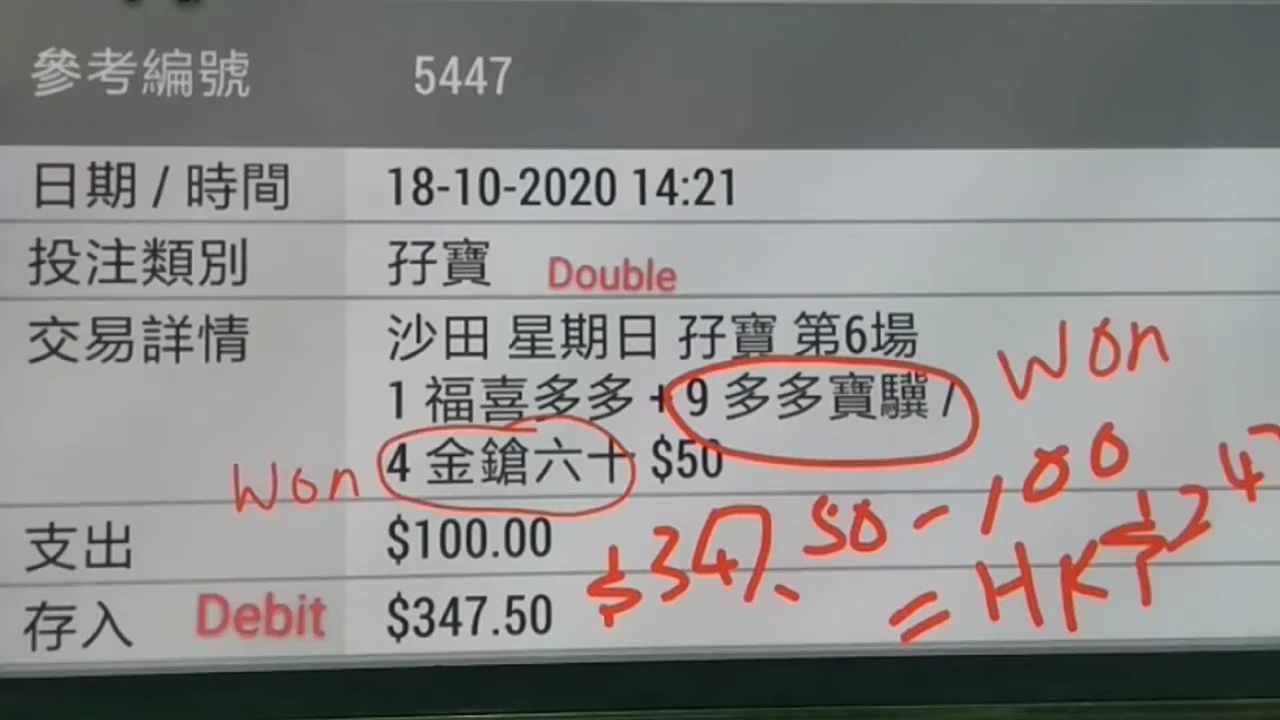 參考編號 5447
日期 / 時間 18-10-2020 14:21
投注類別 孖寶 Double
交易詳情 沙田 星期日 孖寶 第6場
1 福喜多多 + 9 多多寶驥 / Won
Won 4 金鎗六十 $50
支出 $100.00
$347.50 - 100
= HK$247
存入 Debit $347.50